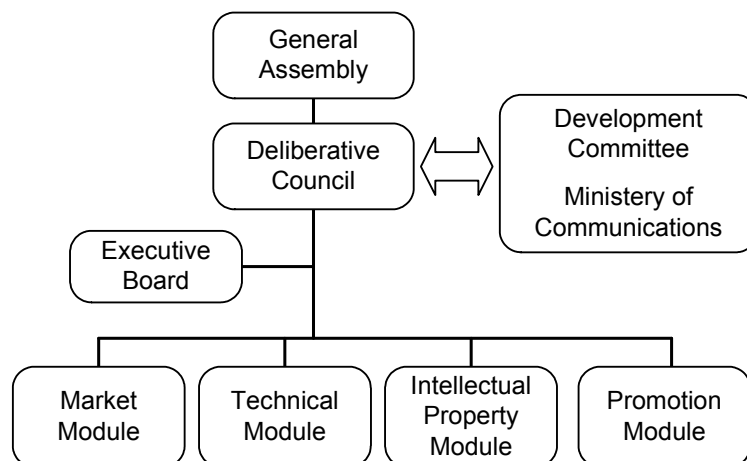 General
Assembly
Deliberative
Council
Development
Committee
Ministery of
Communications
Executive
Board
Market
Module
Technical
Module
Intellectual
Property
Module
Promotion
Module